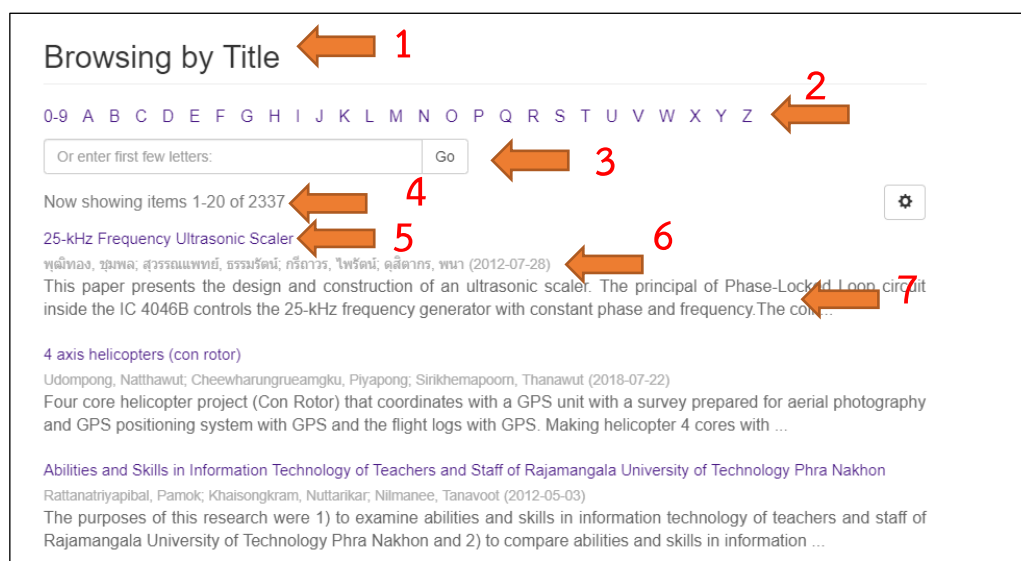 Browsing by Title 1
0-9 A B C D E F G H I J K L M N O P Q R S T U V W X Y Z 2
Or enter first few letters: Go 3
Now showing items 1-20 of 2337 4
25-kHz Frequency Ultrasonic Scaler 5
พุฒิทอง, ชุมพล; สุวรรณแพทย์, ธรรมรัตน์; กรีถาวร, ไพรัตน์; ดุสิตากร, พนา (2012-07-28) 6
This paper presents the design and construction of an ultrasonic scaler. The principal of Phase-Locked Loop circuit 7
inside the IC 4046B controls the 25-kHz frequency generator with constant phase and frequency.The ...
4 axis helicopters (con rotor)
Udompong, Natthawut; Cheewharungrueamgku, Piyapong; Sirikhemapoorn, Thanawut (2018-07-22)
Four core helicopter project (Con Rotor) that coordinates with a GPS unit with a survey prepared for aerial photography
and GPS positioning system with GPS and the flight logs with GPS. Making helicopter 4 cores with ...
Abilities and Skills in Information Technology of Teachers and Staff of Rajamangala University of Technology Phra Nakhon
Rattanatriyapibal, Pamok; Khaisongkram, Nuttarikar; Nilmanee, Tanavoot (2012-05-03)
The purposes of this research were 1) to examine abilities and skills in information technology of teachers and staff of
Rajamangala University of Technology Phra Nakhon and 2) to compare abilities and skills in information ...